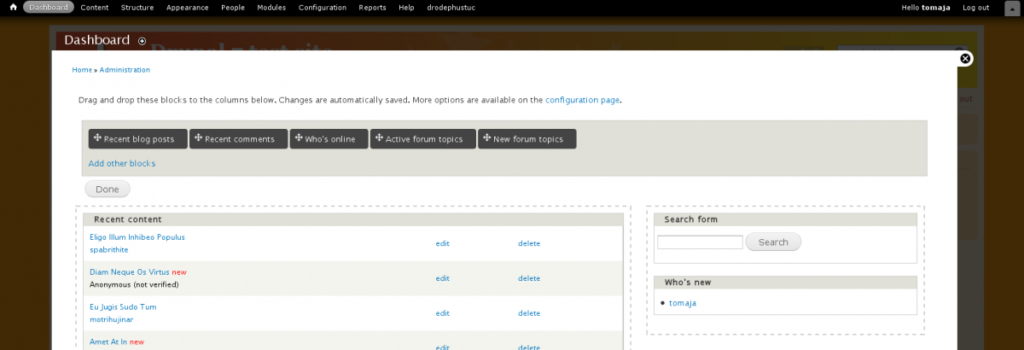 Dashboard Content Structure Appearance People Modules Configuration Reports Help drodephustuc Hello tomaja Log out
Dashboard
Home » Administration
Drag and drop these blocks to the columns below. Changes are automatically saved. More options are available on the configuration page.
Recent blog posts Recent comments Who's online Active forum topics New forum topics
Add other blocks
Done
Recent content
Eligo Illum Inhibeo Populus edit delete
spabrithite
Diam Neque Os Virtus new edit delete
Anonymous (not verified)
Eu Jugis Sudo Tum edit delete
motrihujinar
Amet At In new edit delete
Search form
Search
Who's new
tomaja